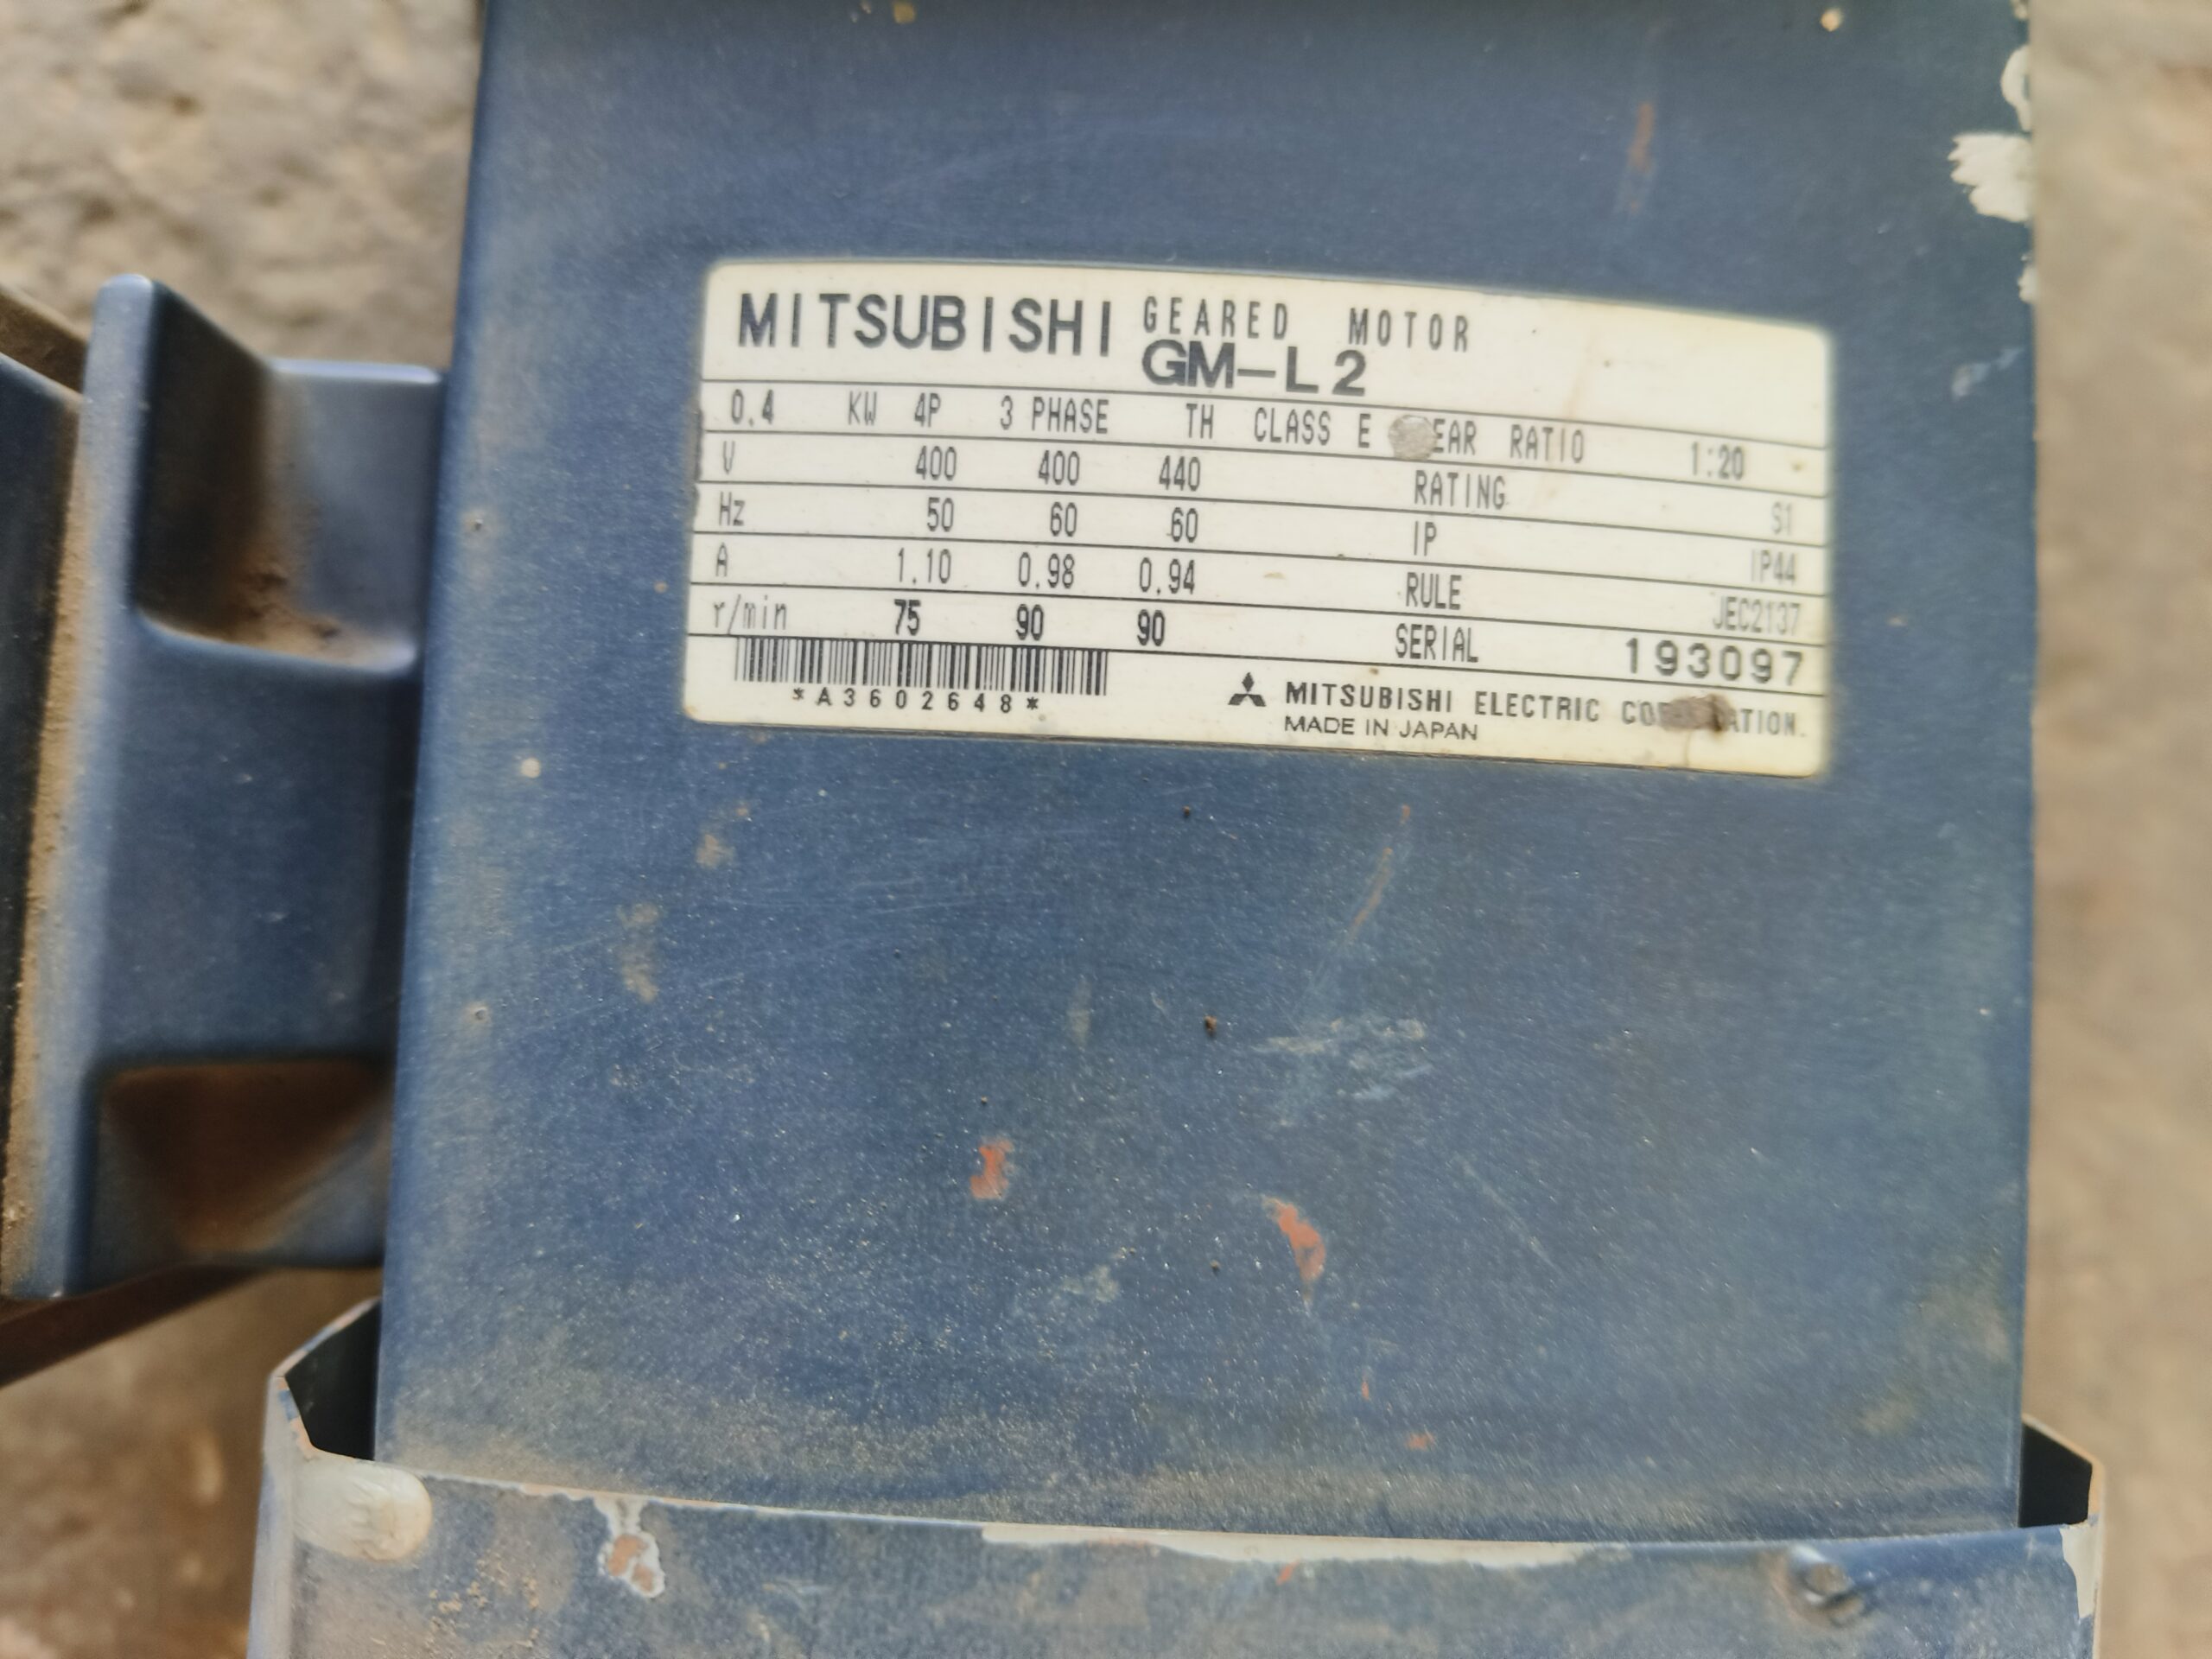 MITSUBISHI GEARED MOTOR
GM-L2
0.4 KW 4P 3 PHASE TH CLASS E EAR RATIO 1:20
V 400 400 440 RATING S1
Hz 50 60 60 IP IP44
A 1.10 0.98 0.94 RULE JEC2137
r/min 75 90 90 SERIAL 193097
*A3602648*
MITSUBISHI ELECTRIC
MADE IN JAPAN